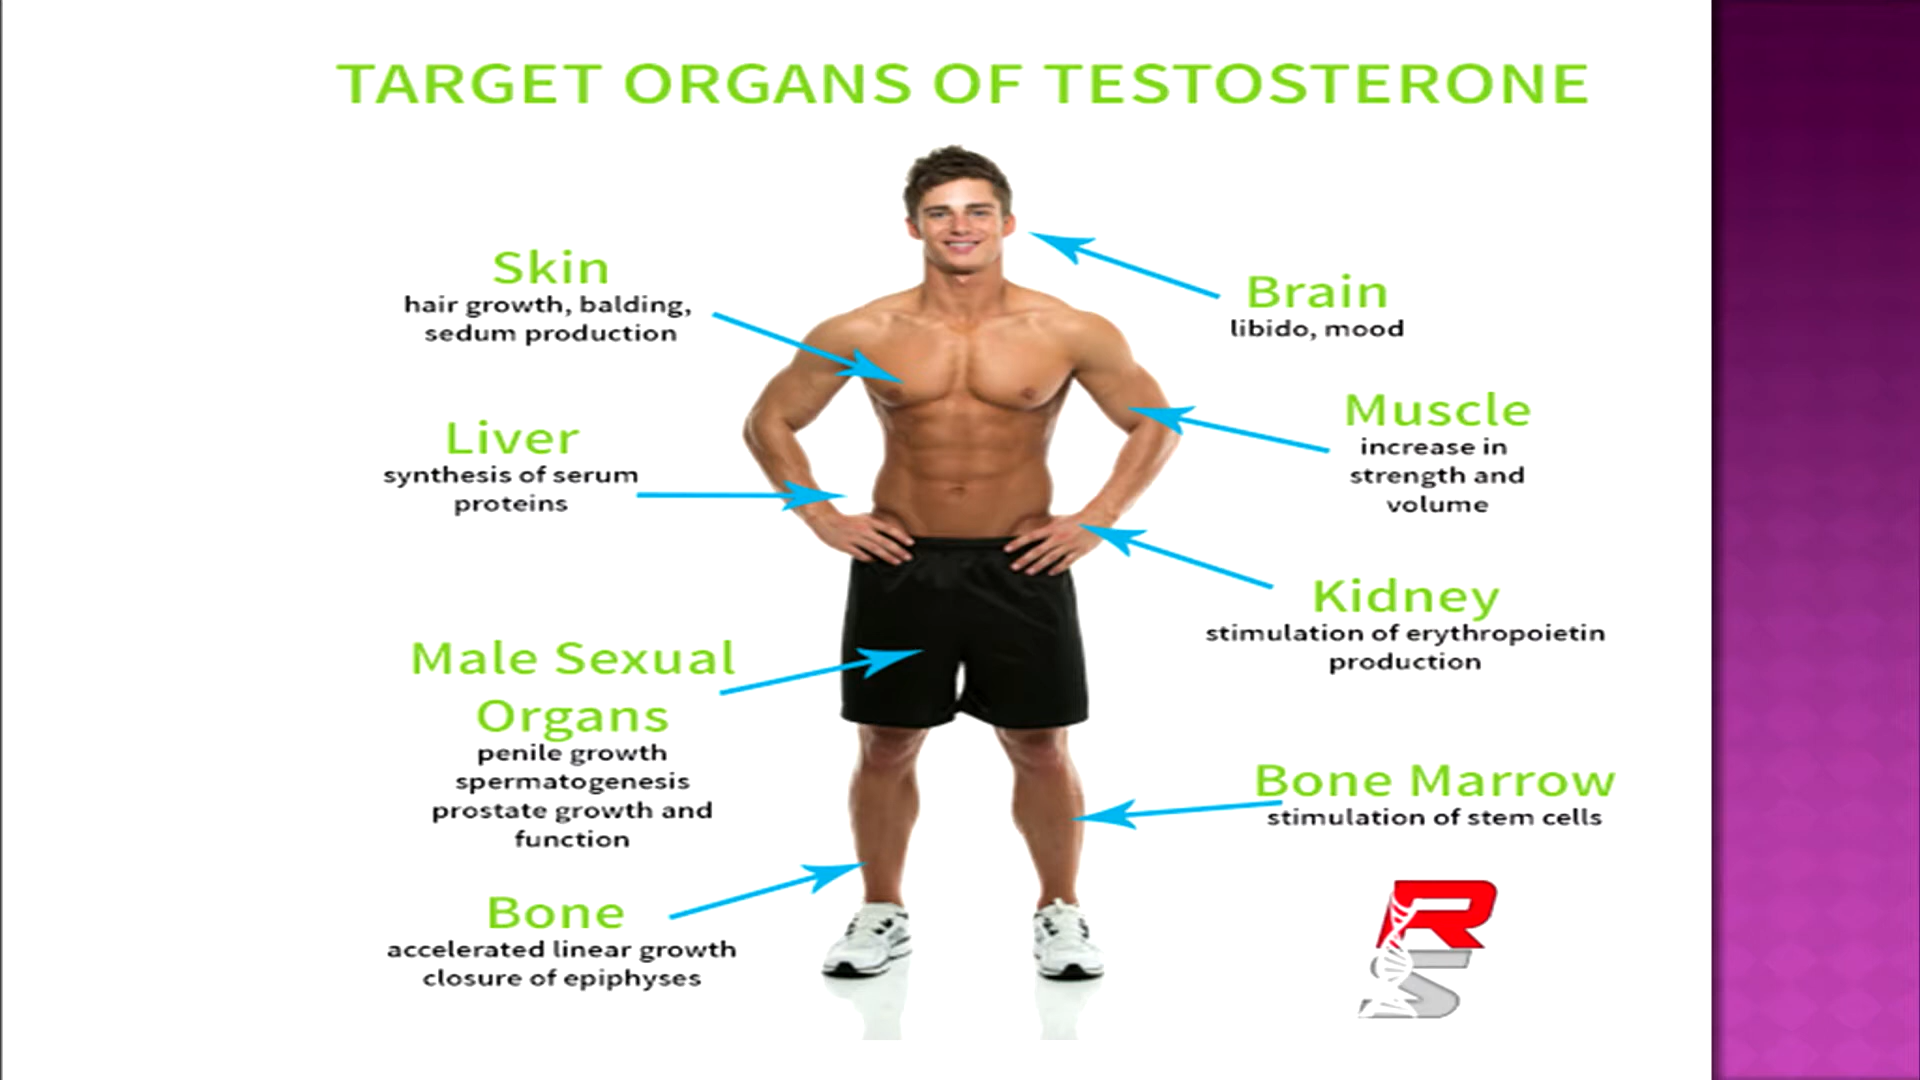 TARGET ORGANS OF TESTOSTERONE
Skin
hair growth, balding,
sedum production
Liver
synthesis of serum
proteins
Male Sexual
Organs
penile growth
spermatogenesis
prostate growth and
function
Bone
accelerated linear growth
closure of epiphyses
Brain
libido, mood
Muscle
increase in
strength and
volume
Kidney
stimulation of erythropoietin
production
Bone Marrow
stimulation of stem cells
RS